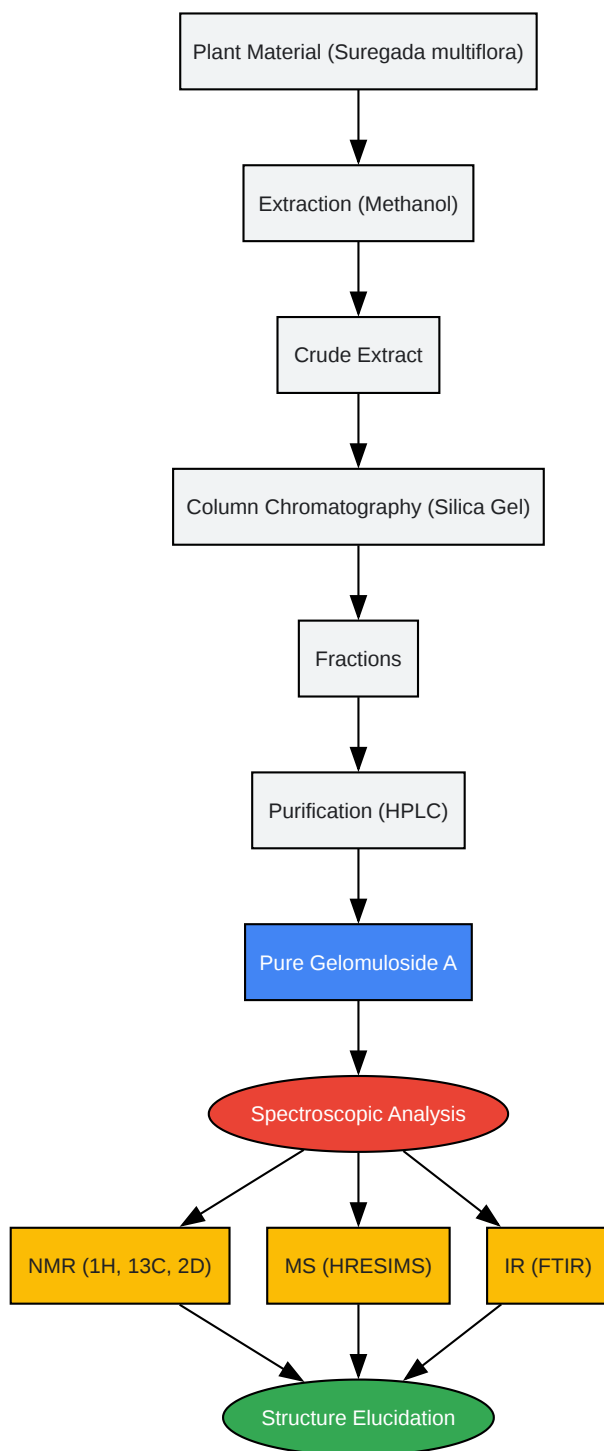 Plant Material (Suregada multiflora)
Extraction (Methanol)
Crude Extract
Column Chromatography (Silica Gel)
Fractions
Purification (HPLC)
Pure Gelomuloside A
Spectroscopic Analysis
NMR (1H, 13C, 2D)
MS (HRESIMS)
IR (FTIR)
Structure Elucidation